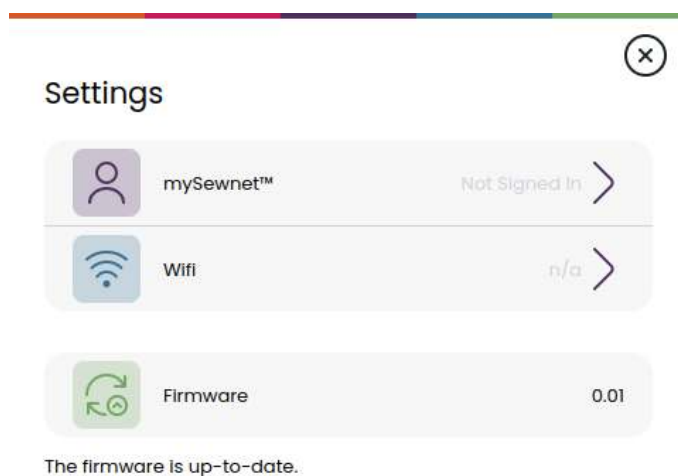 Settings
mySewnet™ Not Signed In
Wifi n/a
Firmware 0.01
The firmware is up-to-date.